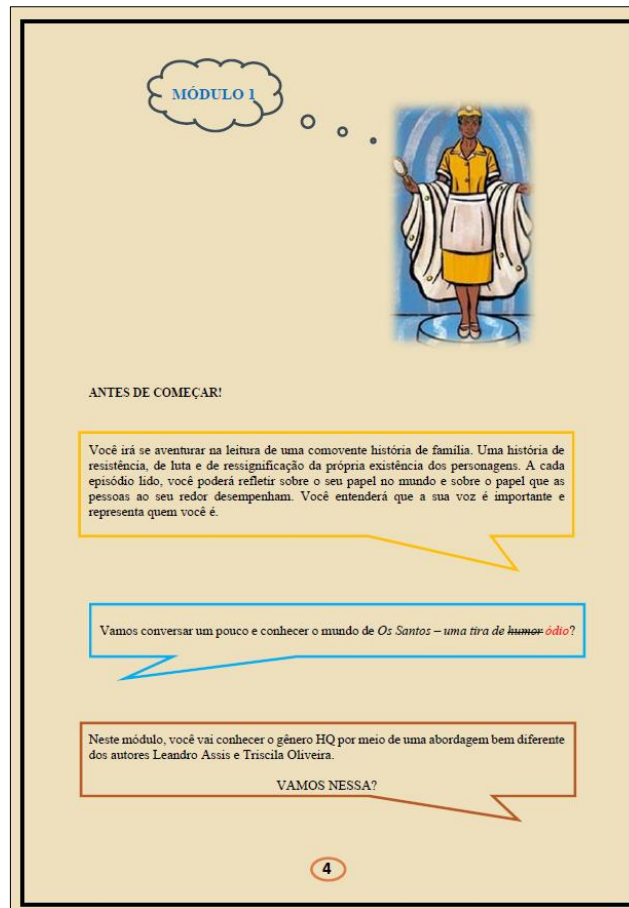 MÓDULO 1
ANTES DE COMEÇAR!
Você irá se aventurar na leitura de uma comovente história de família. Uma história de
resistência, de luta e de ressignificação da própria existência dos personagens. A cada
episódio lido, você poderá refletir sobre o seu papel no mundo e sobre o papel que as
pessoas ao seu redor desempenham. Você entenderá que a sua voz é importante e
representa quem você é.
Vamos conversar um pouco e conhecer o mundo de Os Santos – uma tira de humor ódio?
Neste módulo, você vai conhecer o gênero HQ por meio de uma abordagem bem diferente
dos autores Leandro Assis e Triscila Oliveira.
VAMOS NESSA?
4